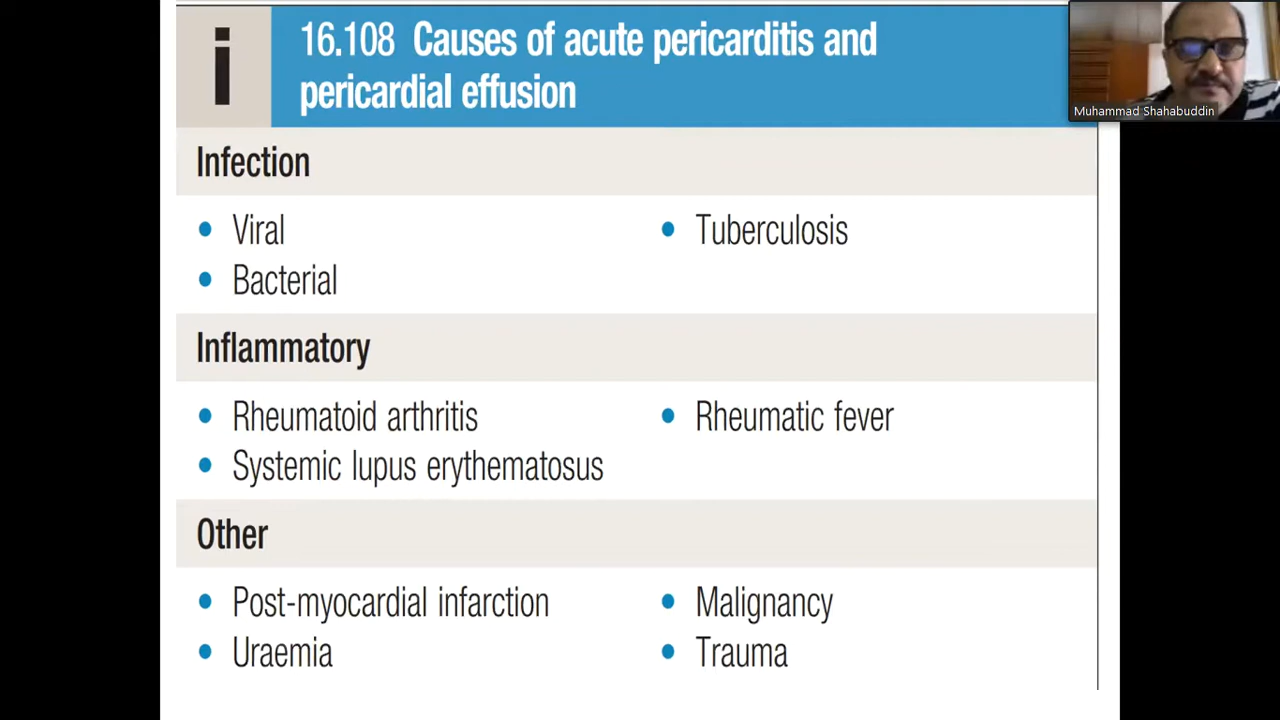 i
16.108 Causes of acute pericarditis and
pericardial effusion
Muhammad Shahabuddin
Infection
• Viral
• Bacterial
• Tuberculosis
Inflammatory
• Rheumatoid arthritis
• Systemic lupus erythematosus
• Rheumatic fever
Other
• Post-myocardial infarction
• Uraemia
• Malignancy
• Trauma